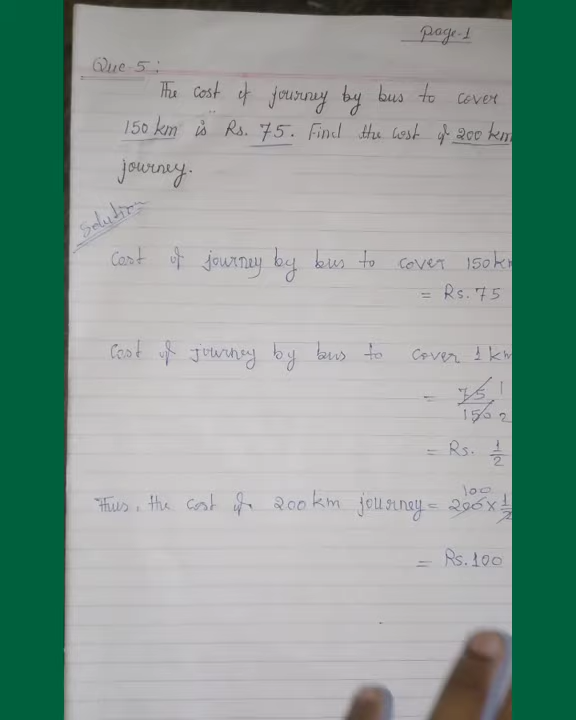 page-1
Que-5:
The cost of journey by bus to cover
150 km is Rs. 75. Find the cost of 200 km
journey.
Solution
Cost of journey by bus to cover 150 km
= Rs. 75
Cost of journey by bus to cover 1 km
= 75/150 1 2
= Rs. 1/2
Thus, the cost of 200 km journey = 200 × 1/2 100
= Rs. 100